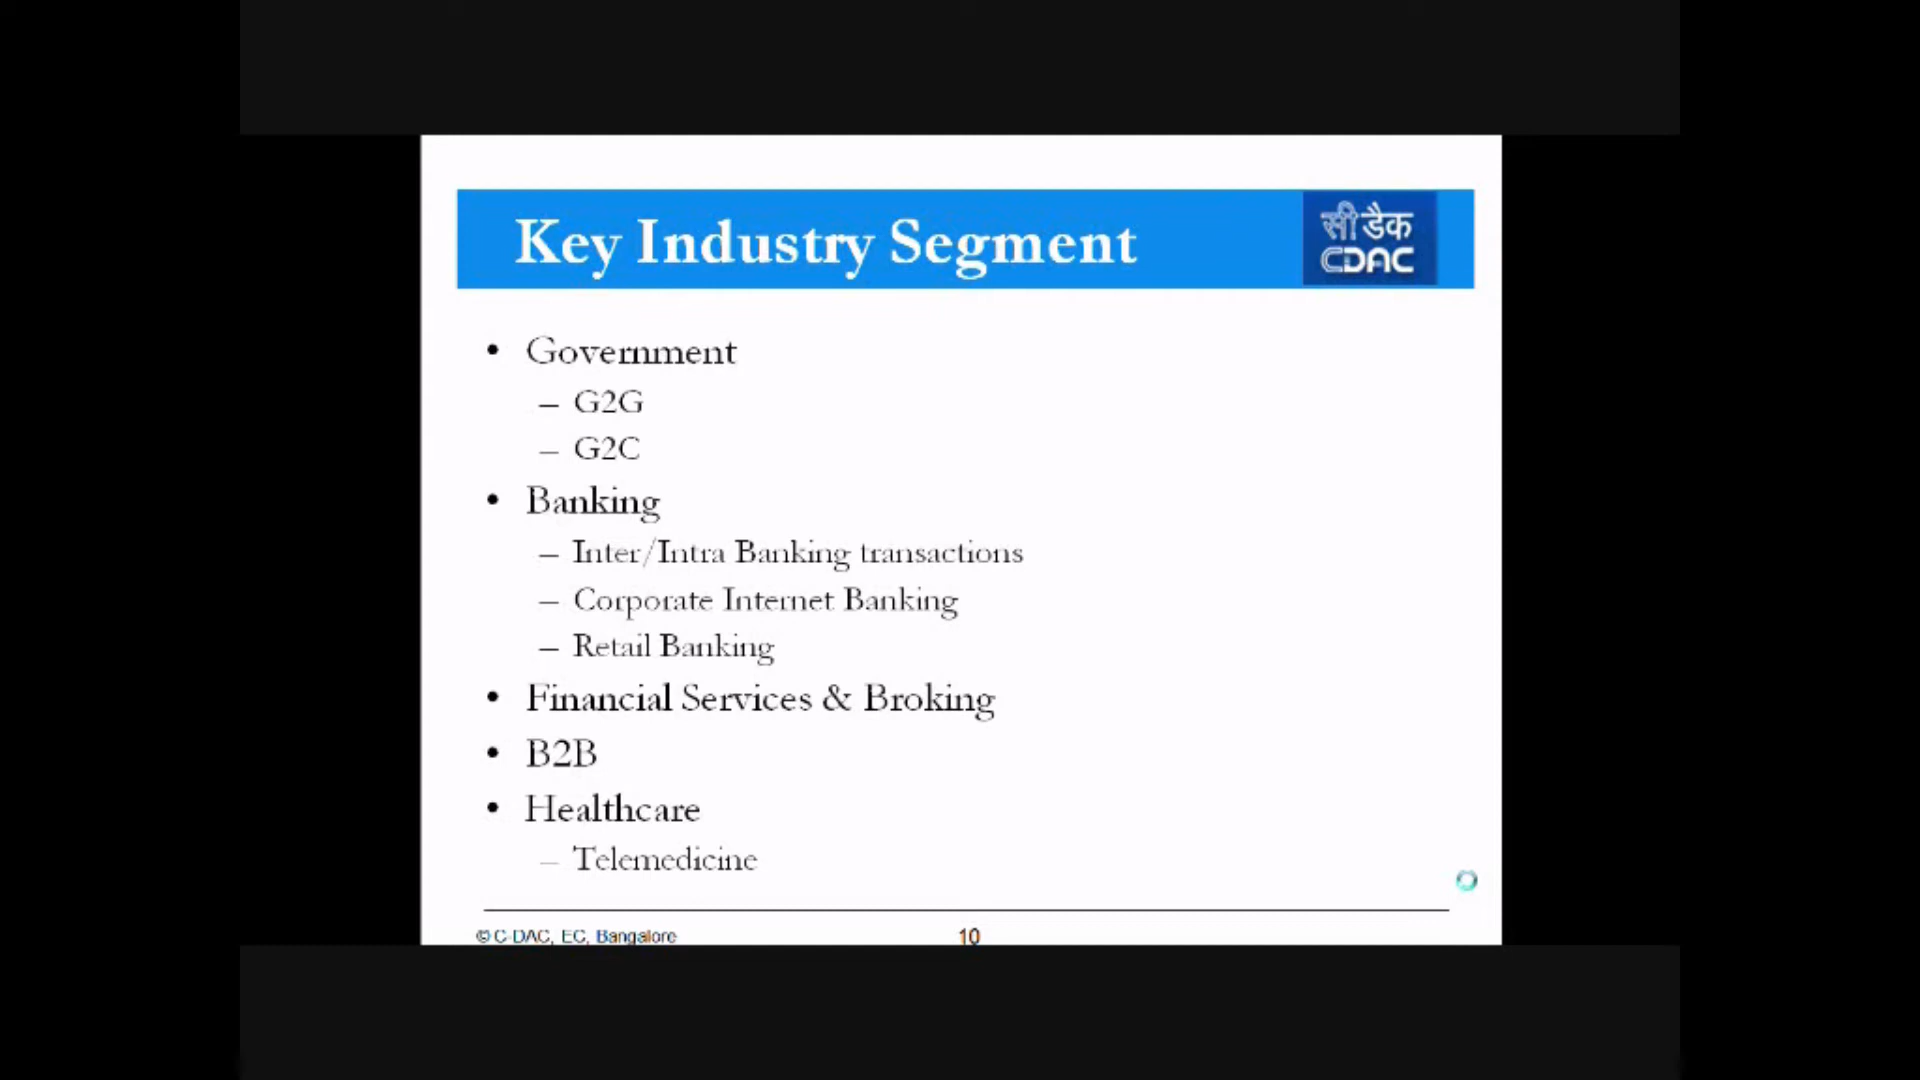 Key Industry Segment
सी डैक
CDAC
• Government
– G2G
– G2C
• Banking
– Inter/Intra Banking transactions
– Corporate Internet Banking
– Retail Banking
• Financial Services & Broking
• B2B
• Healthcare
– Telemedicine
© C-DAC, EC, Bangalore
10